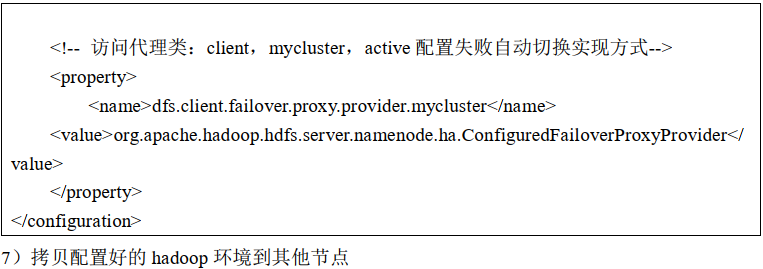 <!-- 访问代理类：client，mycluster，active 配置失败自动切换实现方式-->
<property>
<name>dfs.client.failover.proxy.provider.mycluster</name>
<value>org.apache.hadoop.hdfs.server.namenode.ha.ConfiguredFailoverProxyProvider</
value>
</property>
</configuration>
7）拷贝配置好的 hadoop 环境到其他节点